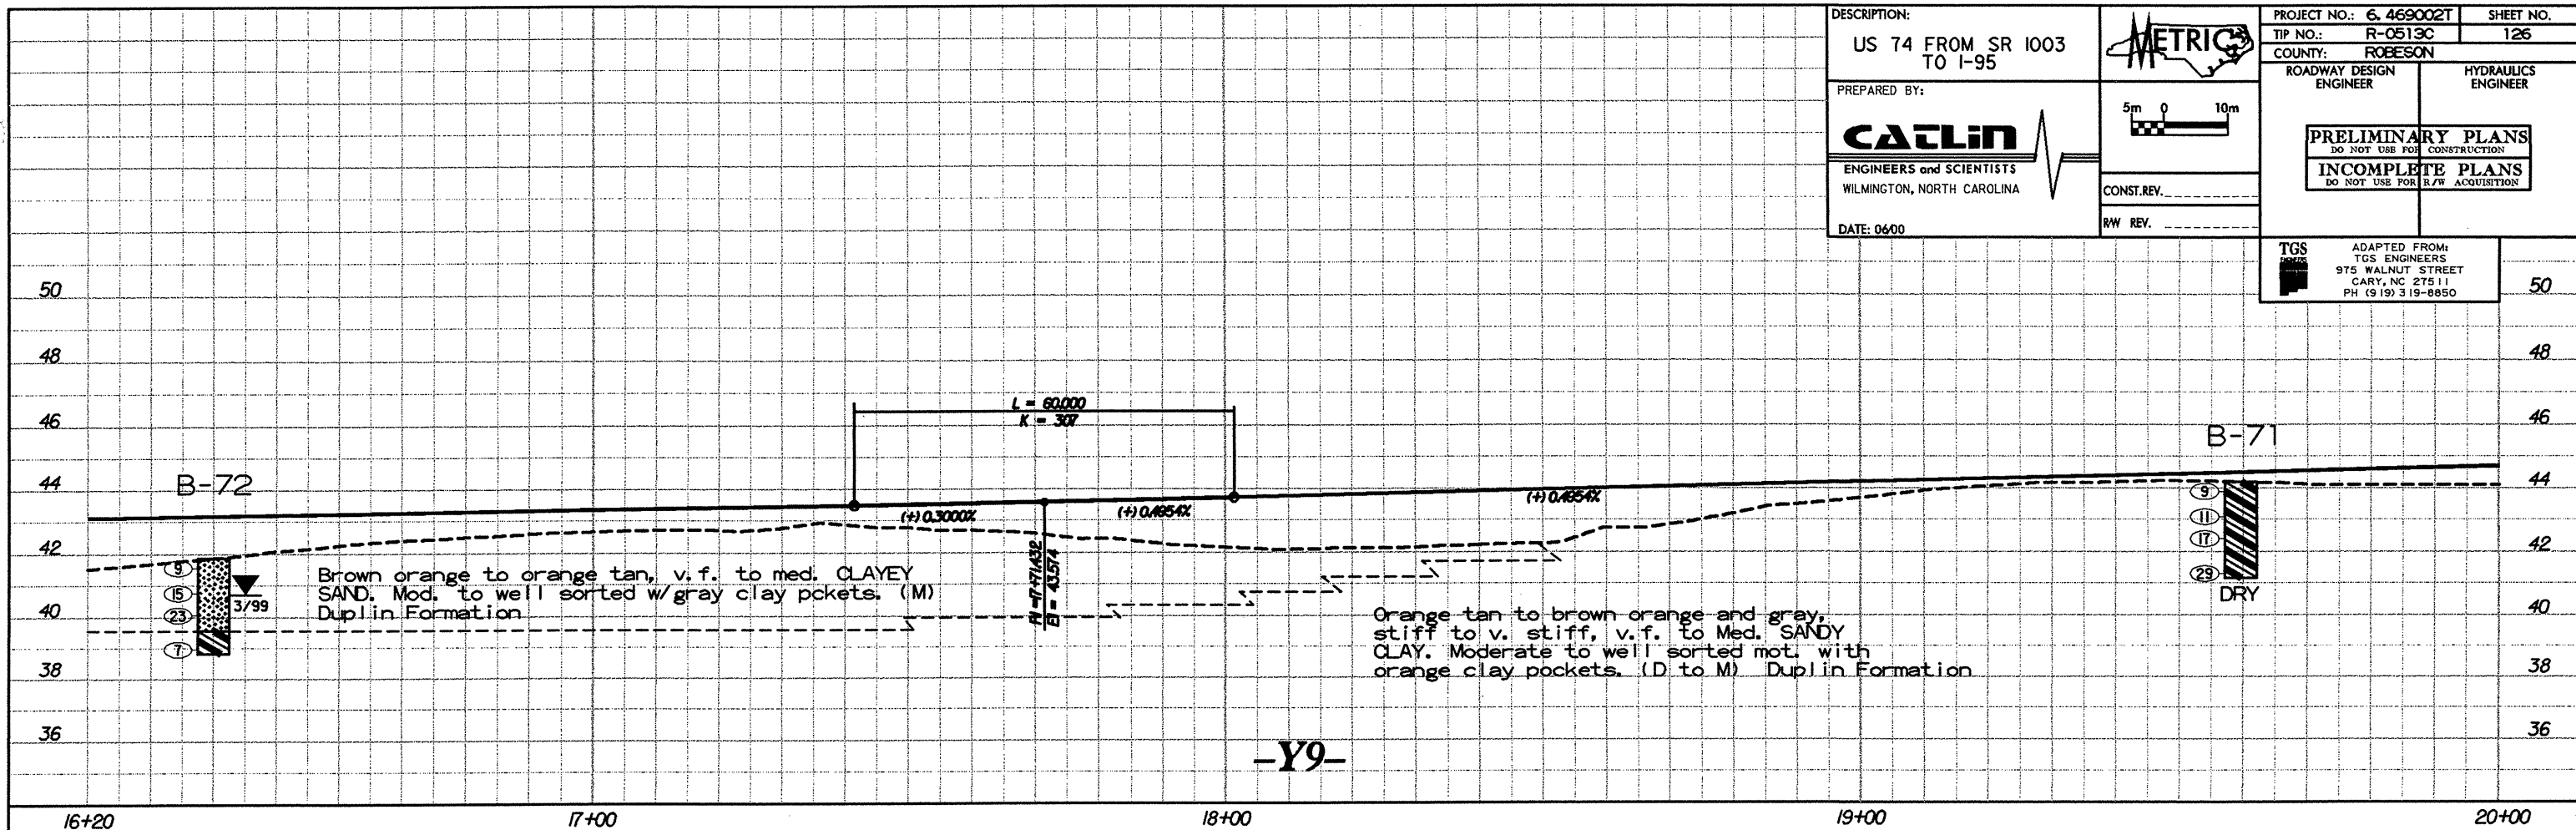 DESCRIPTION:
US 74 FROM SR 1003
TO I-95
PREPARED BY:
CATLIN
ENGINEERS and SCIENTISTS
WILMINGTON, NORTH CAROLINA
DATE: 06/00
METRIC
5m 0 10m
CONST.REV.
R/W REV.
PROJECT NO.: 6.469002T
SHEET NO.
TIP NO.: R-0513C
126
COUNTY: ROBESON
ROADWAY DESIGN
ENGINEER
HYDRAULICS
ENGINEER
PRELIMINARY PLANS
DO NOT USE FOR CONSTRUCTION
INCOMPLETE PLANS
DO NOT USE FOR R/W ACQUISITION
TGS
ADAPTED FROM:
TGS ENGINEERS
975 WALNUT STREET
CARY, NC 27511
PH (919) 319-8850
50
50
48
48
L = 60.000
K = 307
46
46
B-72
B-71
44
44
(+) 0.3000%
(+) 0.4954%
(+) 0.4954%
PI = 17+71.432
El = 43.574
42
42
9
15
23
7
3/99
Brown orange to orange tan, v.f. to med. CLAYEY
SAND. Mod. to well sorted w/gray clay pckets. (M)
Duplin Formation
9
11
17
29
DRY
40
40
Orange tan to brown orange and gray,
stiff to v. stiff, v.f. to Med. SANDY
CLAY. Moderate to well sorted mot. with
orange clay pockets. (D to M) Duplin Formation
38
38
36
36
-Y9-
16+20
17+00
18+00
19+00
20+00